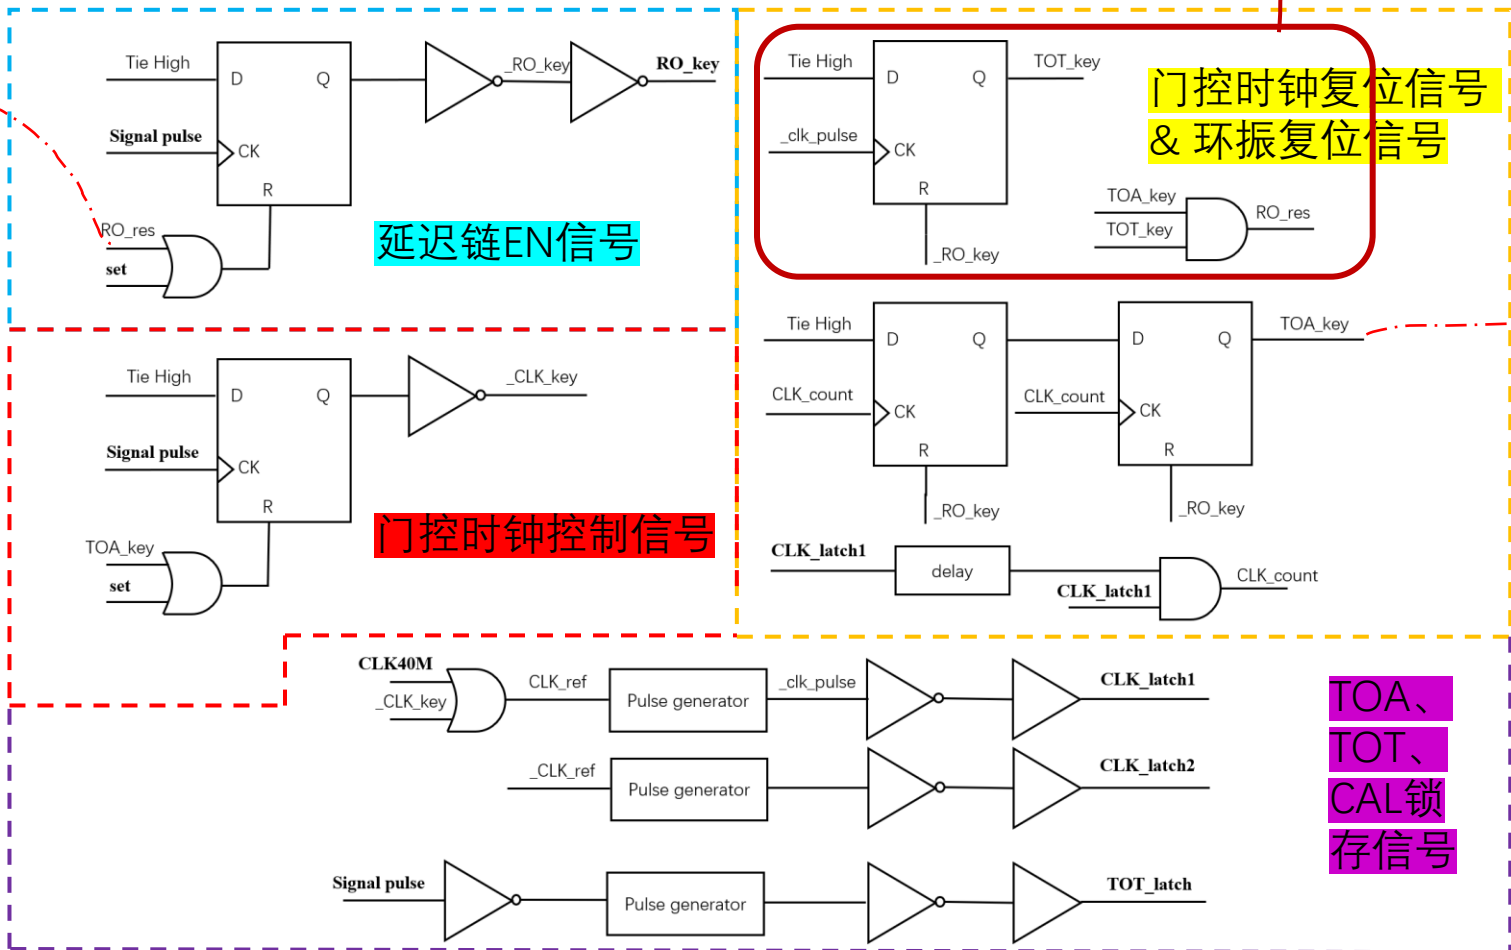 Tie High
D
Q
_RO_key
RO_key
Signal pulse
CK
R
RO_res
set
延迟链EN信号
Tie High
D
Q
TOT_key
_clk_pulse
CK
R
_RO_key
TOA_key
TOT_key
RO_res
门控时钟复位信号
& 环振复位信号
Tie High
D
Q
_CLK_key
Signal pulse
CK
R
TOA_key
set
门控时钟控制信号
Tie High
D
Q
D
Q
TOA_key
CLK_count
CK
CLK_count
CK
R
R
_RO_key
_RO_key
CLK_latch1
delay
CLK_latch1
CLK_count
CLK40M
_CLK_key
CLK_ref
Pulse generator
_clk_pulse
CLK_latch1
_CLK_ref
Pulse generator
CLK_latch2
Signal pulse
Pulse generator
TOT_latch
TOA、
TOT、
CAL锁
存信号